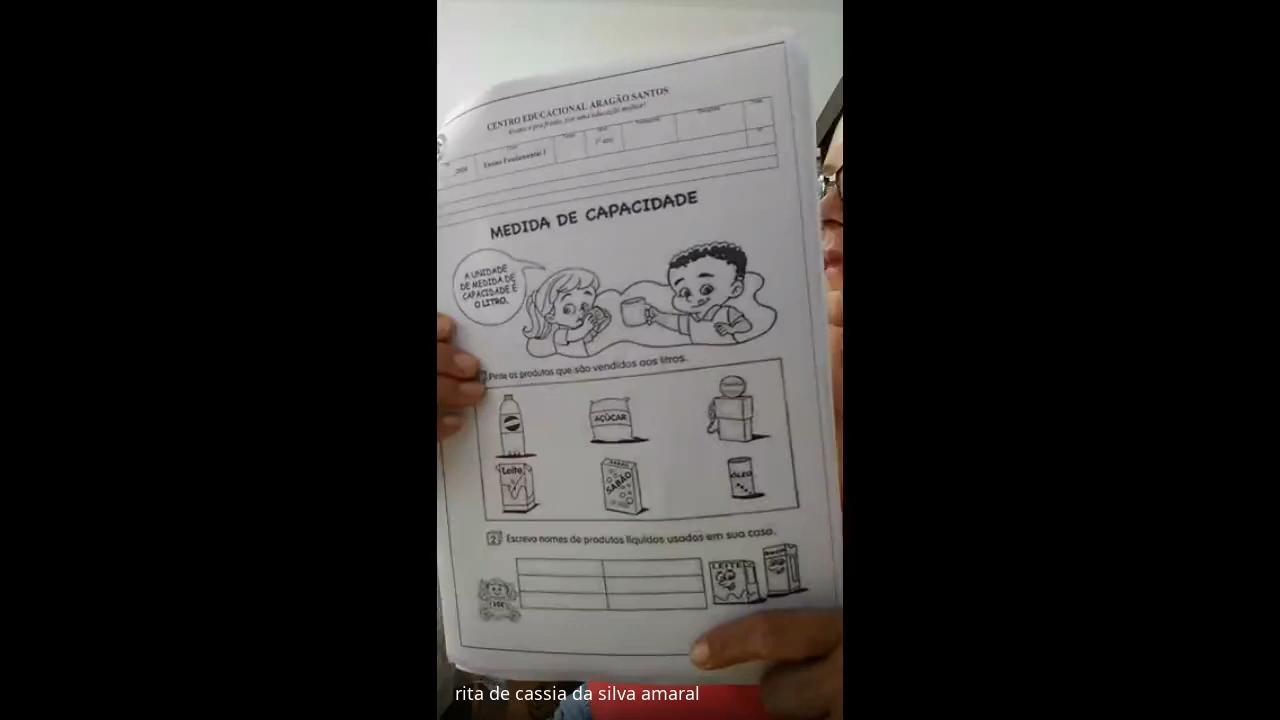 CENTRO EDUCACIONAL ARAGÃO SANTOS
Ensino Fundamental I
MEDIDA DE CAPACIDADE
A UNIDADE
DE MEDIDA DE
CAPACIDADE É
O LITRO.
Pinte os produtos que são vendidos aos litros.
AÇÚCAR
Leite
SABÃO
SABÃO
ÓLEO
2 Escreva nomes de produtos líquidos usados em sua casa.
LEITE
rita de cassia da silva amaral